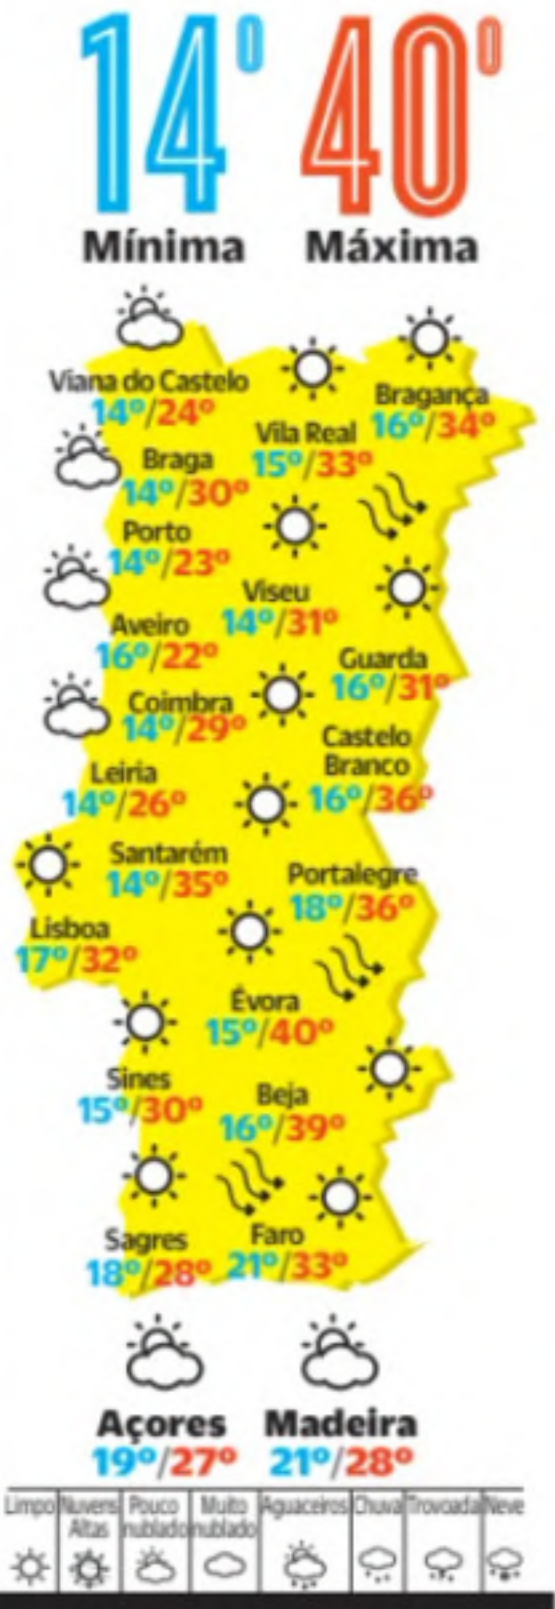 14° 40°
Mínima Máxima
Viana do Castelo
14°/24°
Bragança
16°/34°
Vila Real
15°/33°
Braga
14°/30°
Porto
14°/23°
Viseu
14°/31°
Aveiro
16°/22°
Guarda
16°/31°
Coimbra
14°/29°
Castelo
Branco
16°/36°
Leiria
14°/26°
Santarém
14°/35°
Portalegre
18°/36°
Lisboa
17°/32°
Évora
15°/40°
Sines
15°/30°
Beja
16°/39°
Sagres
18°/28°
Faro
21°/33°
Açores
19°/27°
Madeira
21°/28°
Limpo
Nuvens
Altas
Pouco
nublado
Muito
nublado
Aguaceiros
Chuva
Trovoada
Neve